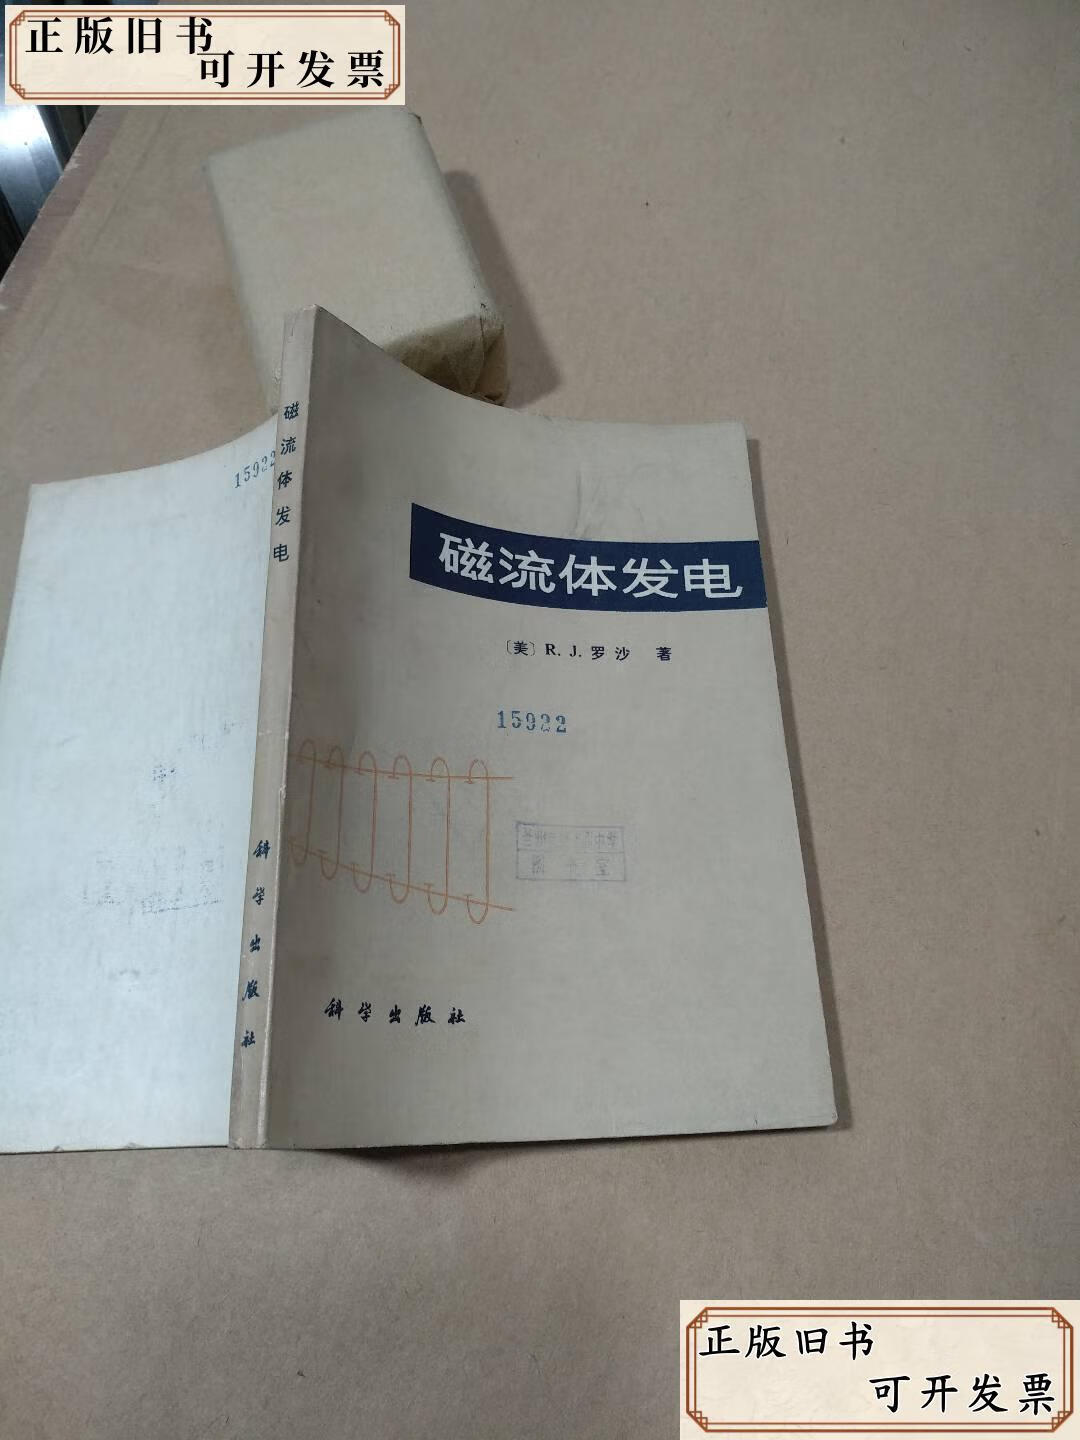 正版旧书
可开发票
磁流体发电
15922
磁流体发电
〔美〕R. J. 罗沙 著
15922
科学出版社
科学出版社
正版旧书
可开发票